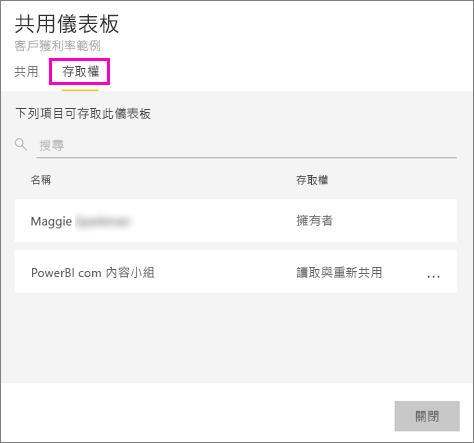 共用儀表板
客戶獲利率範例
共用 存取權
下列項目可存取此儀表板
搜尋
名稱 存取權
Maggie 擁有者
PowerBI com 內容小組 讀取與重新共用 ...
關閉